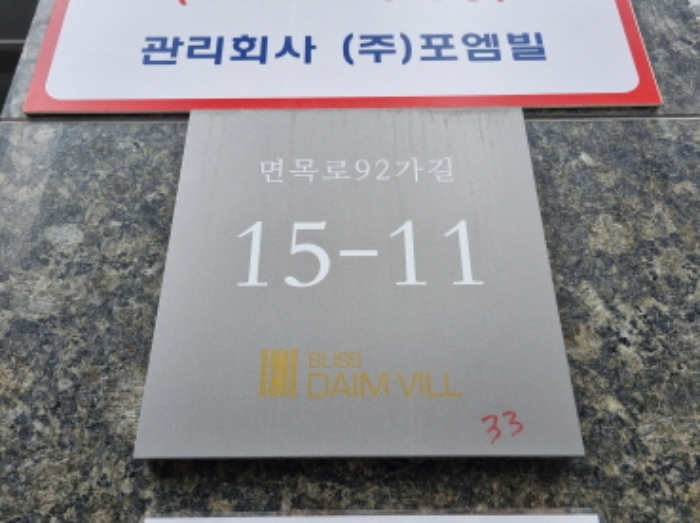 관리회사 (주)포엠빌
면목로92가길
15-11
BLISS
DAIM VILL
33